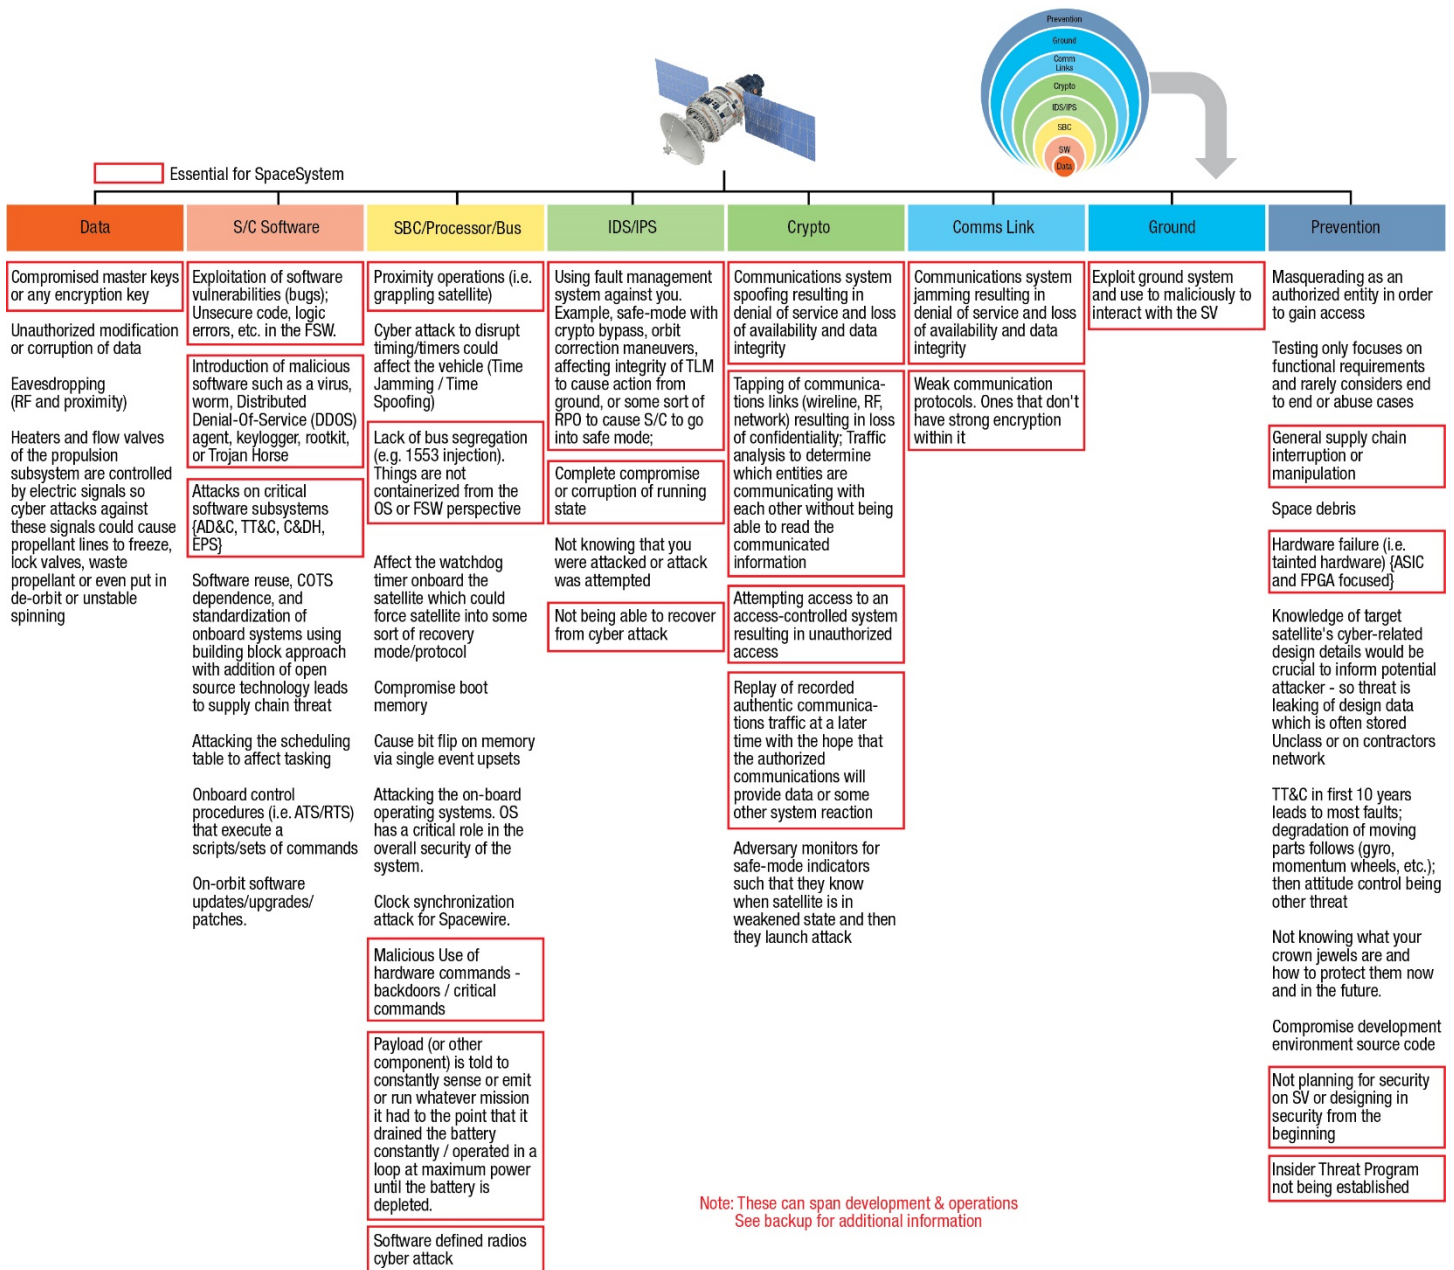 Prevention
Ground
Comm
Links
Crypto
IDS/IPS
SBC
SW
Data
Essential for SpaceSystem
Data
S/C Software
SBC/Processor/Bus
IDS/IPS
Crypto
Comms Link
Ground
Prevention
Compromised master keys
or any encryption key
Unauthorized modification
or corruption of data
Eavesdropping
(RF and proximity)
Heaters and flow valves
of the propulsion
subsystem are controlled
by electric signals so
cyber attacks against
these signals could cause
propellant lines to freeze,
lock valves, waste
propellant or even put in
de-orbit or unstable
spinning
Exploitation of software
vulnerabilities (bugs);
Unsecure code, logic
errors, etc. in the FSW.
Introduction of malicious
software such as a virus,
worm, Distributed
Denial-Of-Service (DDOS)
agent, keylogger, rootkit,
or Trojan Horse
Attacks on critical
software subsystems
{AD&C, TT&C, C&DH,
EPS}
Software reuse, COTS
dependence, and
standardization of
onboard systems using
building block approach
with addition of open
source technology leads
to supply chain threat
Attacking the scheduling
table to affect tasking
Onboard control
procedures (i.e. ATS/RTS)
that execute a
scripts/sets of commands
On-orbit software
updates/upgrades/
patches.
Proximity operations (i.e.
grappling satellite)
Cyber attack to disrupt
timing/timers could
affect the vehicle (Time
Jamming / Time
Spoofing)
Lack of bus segregation
(e.g. 1553 injection).
Things are not
containerized from the
OS or FSW perspective
Affect the watchdog
timer onboard the
satellite which could
force satellite into some
sort of recovery
mode/protocol
Compromise boot
memory
Cause bit flip on memory
via single event upsets
Attacking the on-board
operating systems. OS
has a critical role in the
overall security of the
system.
Clock synchronization
attack for Spacewire.
Malicious Use of
hardware commands -
backdoors / critical
commands
Payload (or other
component) is told to
constantly sense or emit
or run whatever mission
it had to the point that it
drained the battery
constantly / operated in a
loop at maximum power
until the battery is
depleted.
Software defined radios
cyber attack
Using fault management
system against you.
Example, safe-mode with
crypto bypass, orbit
correction maneuvers,
affecting integrity of TLM
to cause action from
ground, or some sort of
RPO to cause S/C to go
into safe mode;
Complete compromise
or corruption of running
state
Not knowing that you
were attacked or attack
was attempted
Not being able to recover
from cyber attack
Communications system
spoofing resulting in
denial of service and loss
of availability and data
integrity
Tapping of communica-
tions links (wireline, RF,
network) resulting in loss
of confidentiality; Traffic
analysis to determine
which entities are
communicating with
each other without being
able to read the
communicated
information
Attempting access to an
access-controlled system
resulting in unauthorized
access
Replay of recorded
authentic communica-
tions traffic at a later
time with the hope that
the authorized
communications will
provide data or some
other system reaction
Adversary monitors for
safe-mode indicators
such that they know
when satellite is in
weakened state and then
they launch attack
Communications system
jamming resulting in
denial of service and loss
of availability and data
integrity
Weak communication
protocols. Ones that don't
have strong encryption
within it
Exploit ground system
and use to maliciously to
interact with the SV
Masquerading as an
authorized entity in order
to gain access
Testing only focuses on
functional requirements
and rarely considers end
to end or abuse cases
General supply chain
interruption or
manipulation
Space debris
Hardware failure (i.e.
tainted hardware) {ASIC
and FPGA focused}
Knowledge of target
satellite's cyber-related
design details would be
crucial to inform potential
attacker - so threat is
leaking of design data
which is often stored
Unclass or on contractors
network
TT&C in first 10 years
leads to most faults;
degradation of moving
parts follows (gyro,
momentum wheels, etc.);
then attitude control being
other threat
Not knowing what your
crown jewels are and
how to protect them now
and in the future.
Compromise development
environment source code
Not planning for security
on SV or designing in
security from the
beginning
Insider Threat Program
not being established
Note: These can span development & operations
See backup for additional information